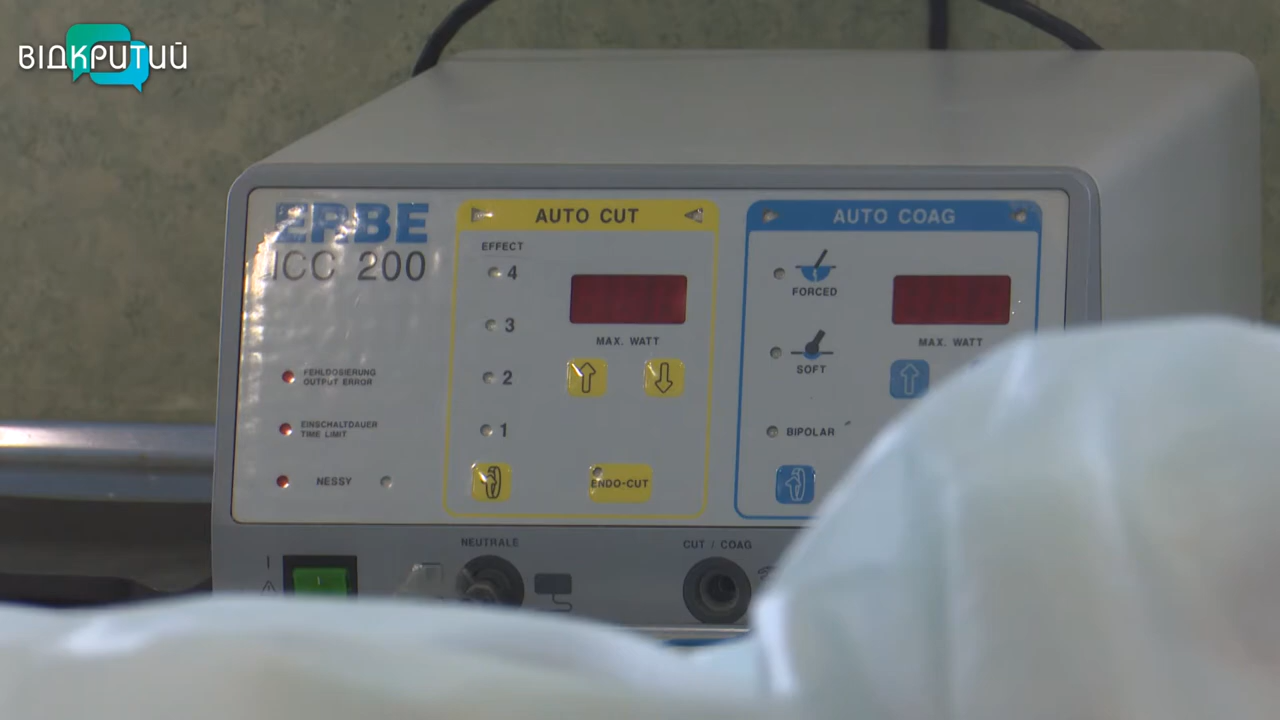 ВІДКРИТИЙ
ERBE
ICC 200
FEHLDOSIERUNG
OUTPUT ERROR
EINSCHALTDAUER
TIME LIMIT
NESSY
AUTO CUT
EFFECT
4
3
2
1
MAX. WATT
ENDO-CUT
AUTO COAG
FORCED
SOFT
BIPOLAR
MAX. WATT
NEUTRALE
CUT / COAG
I